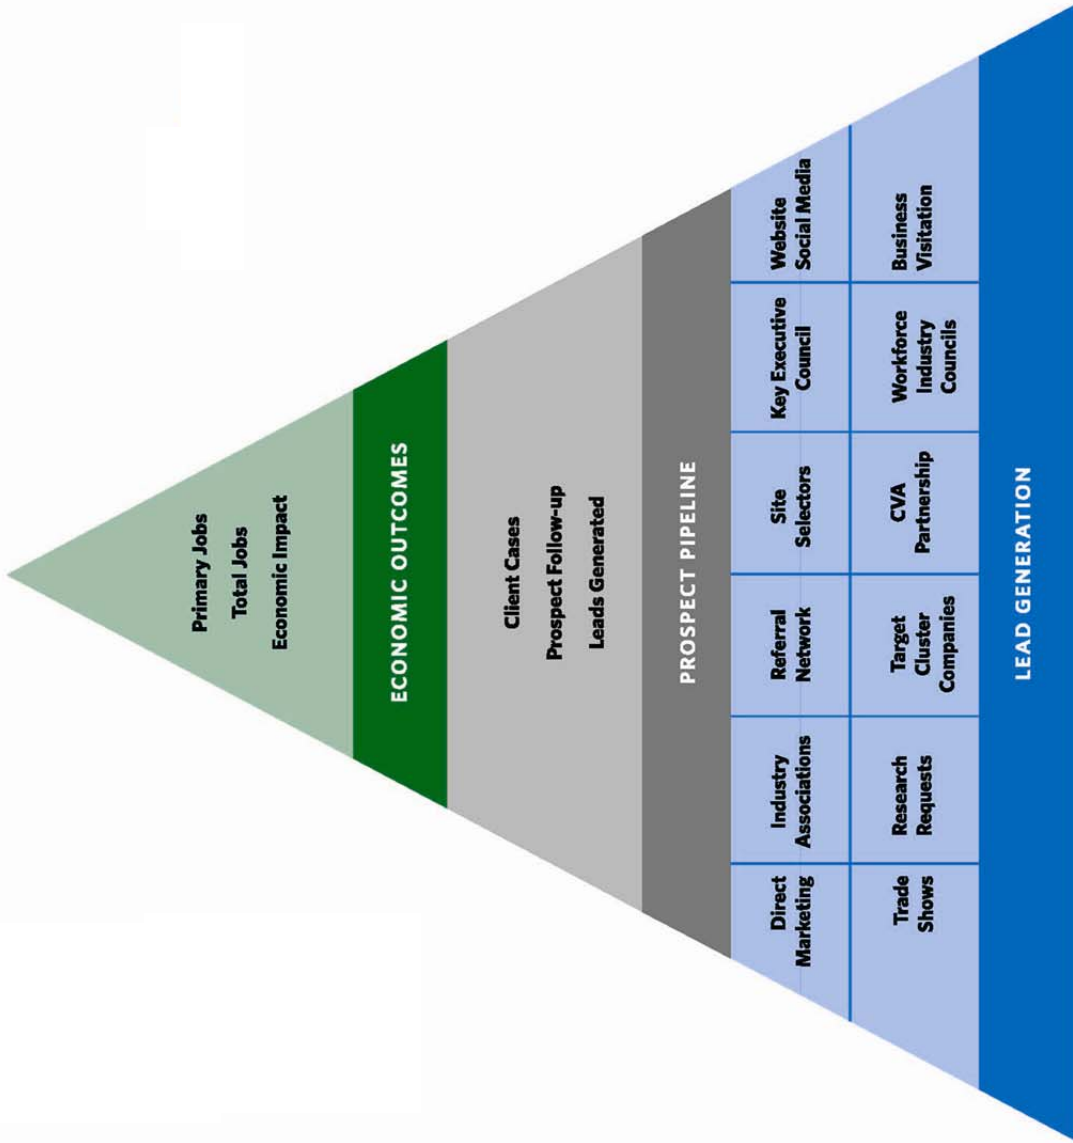 Primary Jobs
Total Jobs
Economic Impact
ECONOMIC OUTCOMES
Client Cases
Prospect Follow-up
Leads Generated
PROSPECT PIPELINE
Direct
Marketing
Industry
Associations
Referral
Network
Site
Selectors
Key Executive
Council
Website
Social Media
Trade
Shows
Research
Requests
Target
Cluster
Companies
CVA
Partnership
Workforce
Industry
Councils
Business
Visitation
LEAD GENERATION